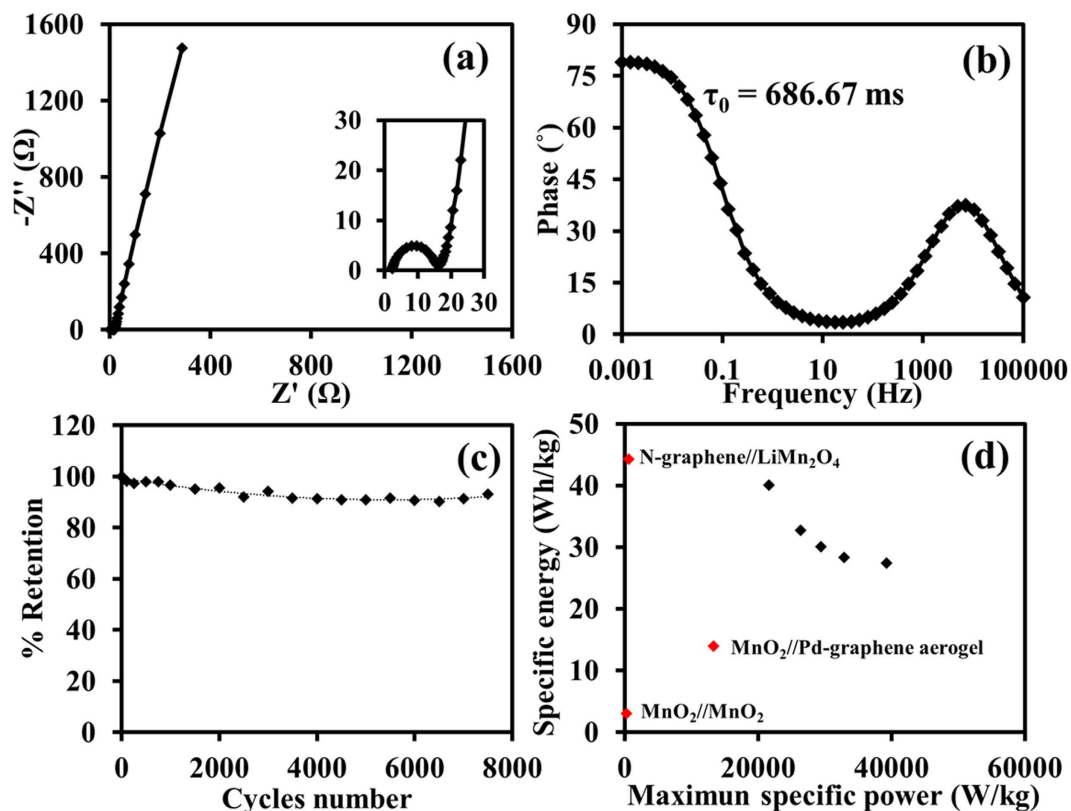 1600
(a)
1200
30
20
10
0
0 10 20 30
800
400
0
0 400 800 1200 1600
-Z'' (Ω)
Z' (Ω)
90
(b)
τ0 = 686.67 ms
75
60
45
30
15
0
0.001 0.1 10 1000 100000
Phase (°)
Frequency (Hz)
120
(c)
100
80
60
40
20
0
0 2000 4000 6000 8000
% Retention
Cycles number
50
(d)
N-graphene//LiMn2O4
40
30
20
MnO2//Pd-graphene aerogel
10
MnO2//MnO2
0
0 20000 40000 60000
Specific energy (Wh/kg)
Maximun specific power (W/kg)